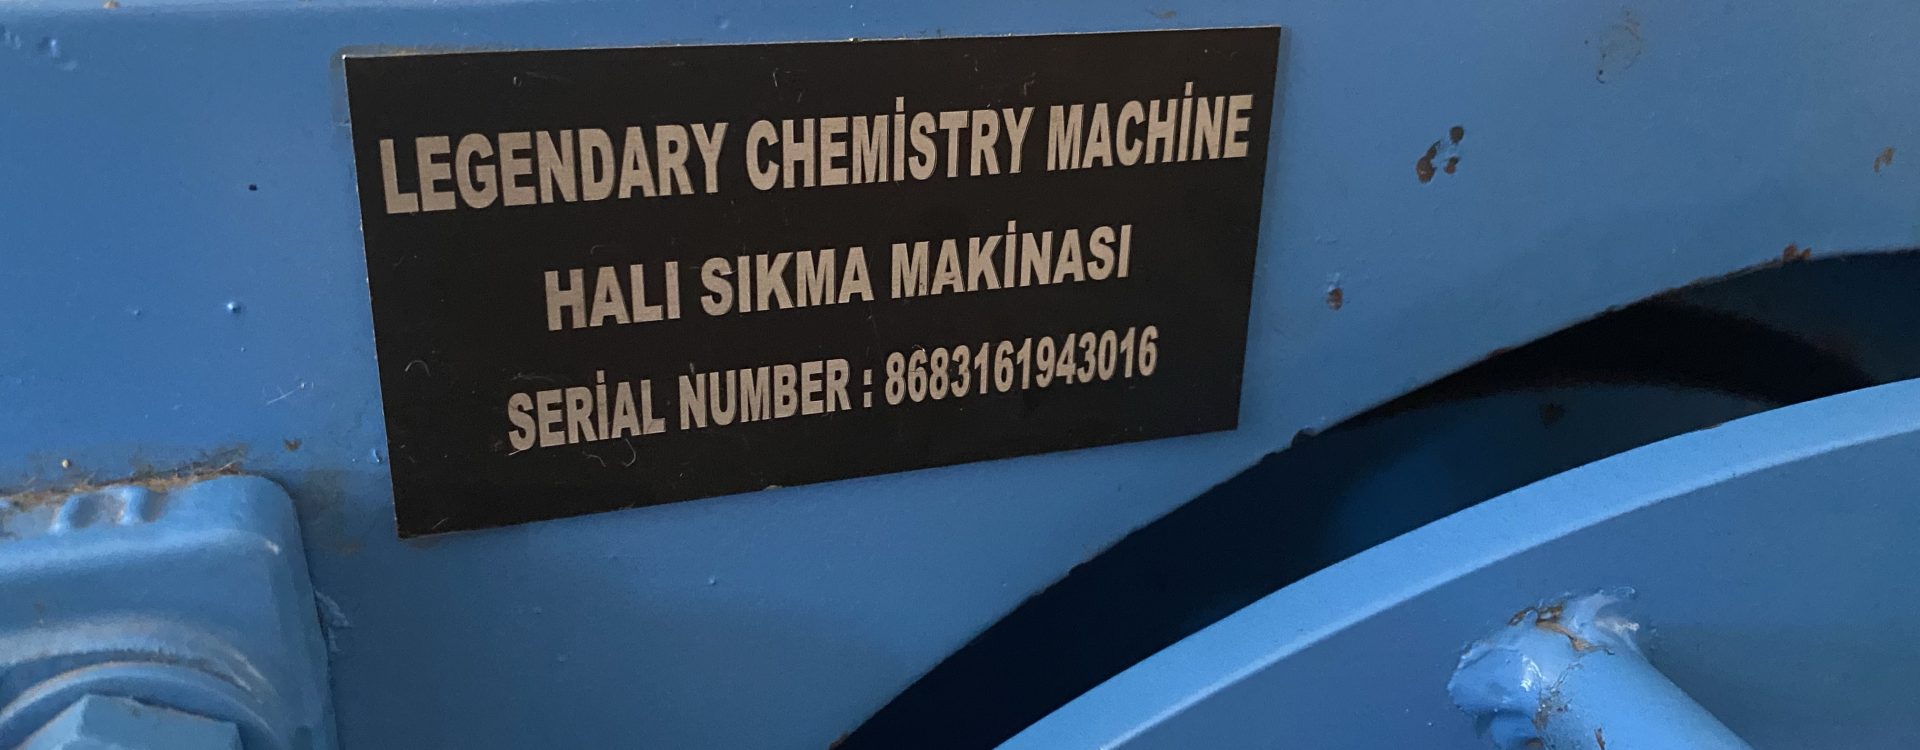 LEGENDARY CHEMİSTRY MACHİNE
HALI SIKMA MAKİNASI
SERİAL NUMBER : 8683161943016